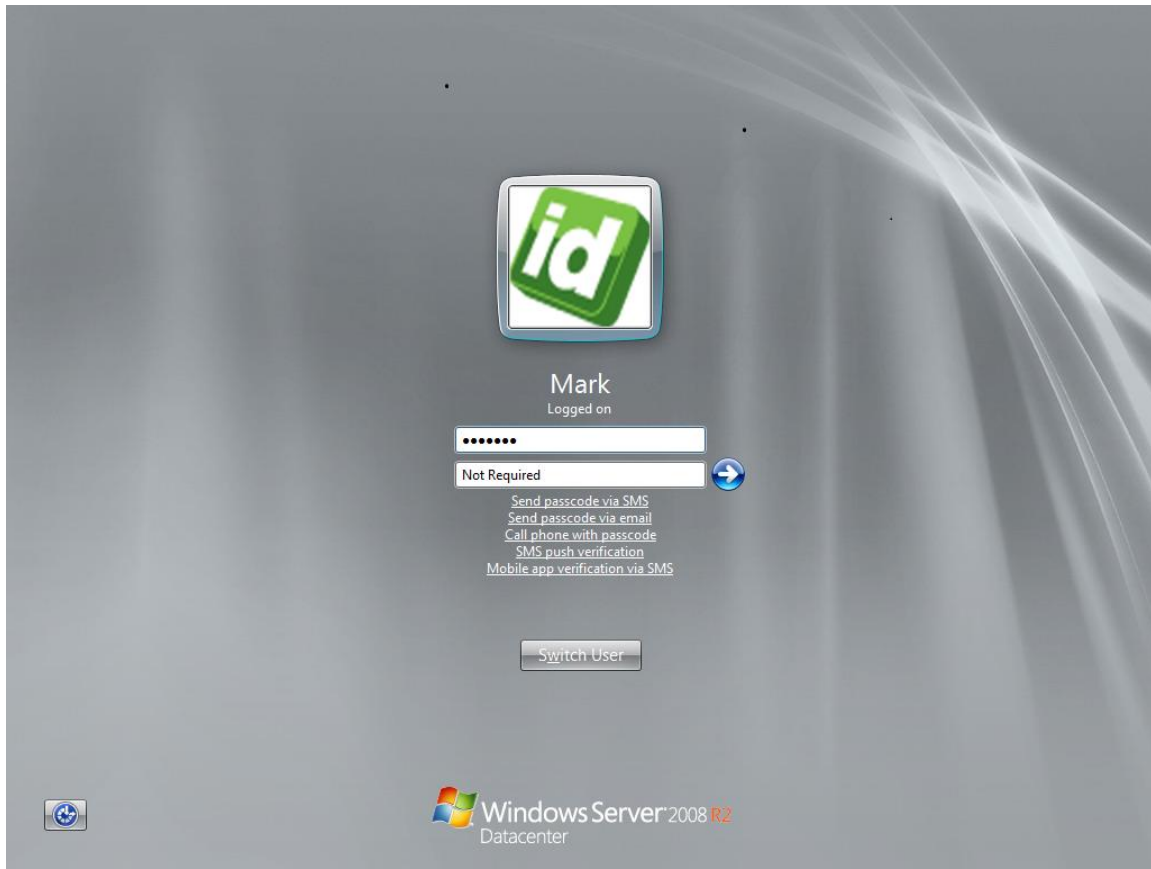 id
Mark
Logged on
•••••••
Not Required
Send passcode via SMS
Send passcode via email
Call phone with passcode
SMS push verification
Mobile app verification via SMS
Switch User
Windows Server 2008 R2
Datacenter